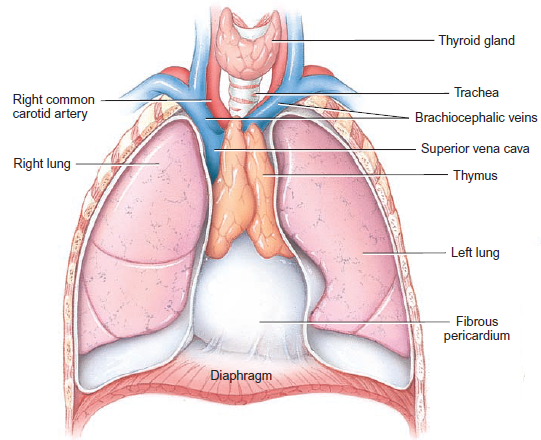 Thyroid gland
Trachea
Right common
carotid artery
Brachiocephalic veins
Superior vena cava
Right lung
Thymus
Left lung
Fibrous
pericardium
Diaphragm